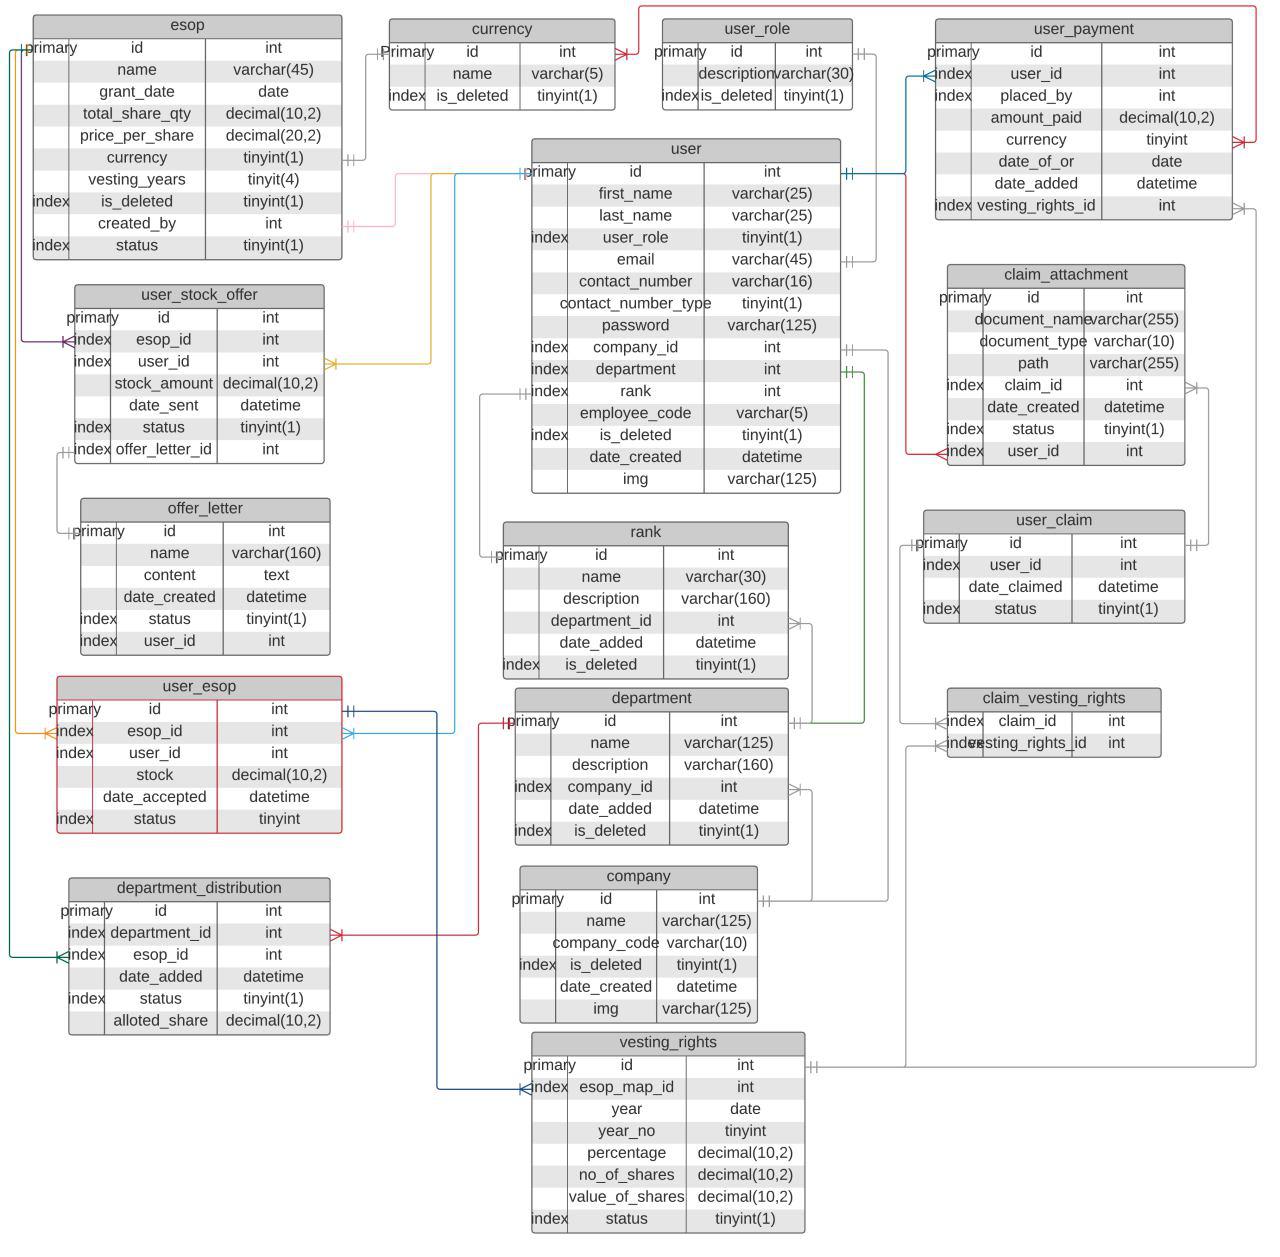 esop
primary id int
name varchar(45)
grant_date date
total_share_qty decimal(10,2)
price_per_share decimal(20,2)
currency tinyint(1)
vesting_years tinyit(4)
index is_deleted tinyint(1)
created_by int
index status tinyint(1)
currency
Primary id int
name varchar(5)
index is_deleted tinyint(1)
user_role
primary id int
description varchar(30)
index is_deleted tinyint(1)
user_payment
primary id int
index user_id int
index placed_by int
amount_paid decimal(10,2)
currency tinyint
date_of_or date
date_added datetime
index vesting_rights_id int
user
primary id int
first_name varchar(25)
last_name varchar(25)
index user_role tinyint(1)
email varchar(45)
contact_number varchar(16)
contact_number_type tinyint(1)
password varchar(125)
index company_id int
index department int
index rank int
employee_code varchar(5)
index is_deleted tinyint(1)
date_created datetime
img varchar(125)
user_stock_offer
primary id int
index esop_id int
index user_id int
stock_amount decimal(10,2)
date_sent datetime
index status tinyint(1)
index offer_letter_id int
claim_attachment
primary id int
document_name varchar(255)
document_type varchar(10)
path varchar(255)
index claim_id int
date_created datetime
index status tinyint(1)
index user_id int
offer_letter
primary id int
name varchar(160)
content text
date_created datetime
index status tinyint(1)
index user_id int
user_claim
primary id int
index user_id int
date_claimed datetime
index status tinyint(1)
rank
primary id int
name varchar(30)
description varchar(160)
department_id int
date_added datetime
index is_deleted tinyint(1)
user_esop
primary id int
index esop_id int
index user_id int
stock decimal(10,2)
date_accepted datetime
index status tinyint
department
primary id int
name varchar(125)
description varchar(160)
index company_id int
date_added datetime
index is_deleted tinyint(1)
claim_vesting_rights
index claim_id int
index vesting_rights_id int
department_distribution
primary id int
index department_id int
index esop_id int
date_added datetime
index status tinyint(1)
alloted_share decimal(10,2)
company
primary id int
name varchar(125)
company_code varchar(10)
index is_deleted tinyint(1)
date_created datetime
img varchar(125)
vesting_rights
primary id int
index esop_map_id int
year date
year_no tinyint
percentage decimal(10,2)
no_of_shares decimal(10,2)
value_of_shares decimal(10,2)
index status tinyint(1)